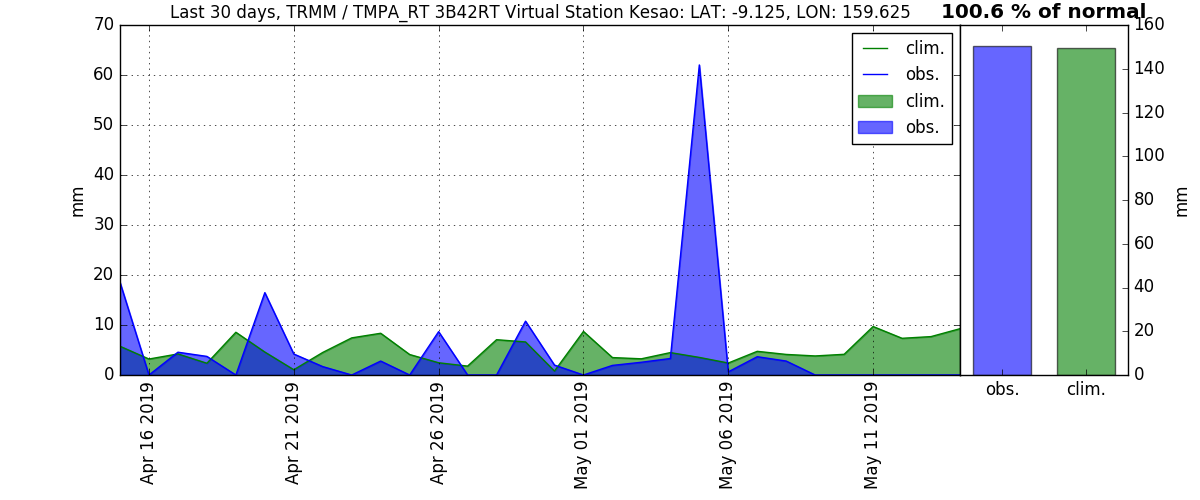 Last 30 days, TRMM / TMPA_RT 3B42RT Virtual Station Kesao: LAT: -9.125, LON: 159.625
100.6 % of normal
70
60
50
40
30
20
10
0
mm
clim.
obs.
clim.
obs.
160
140
120
100
80
60
40
20
0
mm
Apr 16 2019
Apr 21 2019
Apr 26 2019
May 01 2019
May 06 2019
May 11 2019
obs.
clim.